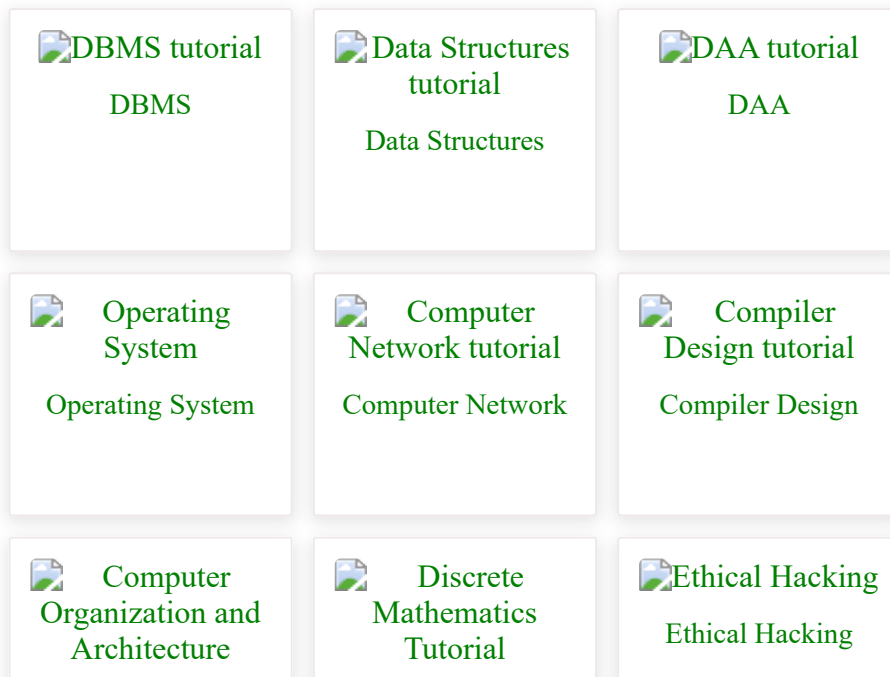 DBMS tutorial
DBMS
Data Structures
tutorial
Data Structures
DAA tutorial
DAA
Operating
System
Operating System
Computer
Network tutorial
Computer Network
Compiler
Design tutorial
Compiler Design
Computer
Organization and
Architecture
Discrete
Mathematics
Tutorial
Ethical Hacking
Ethical Hacking